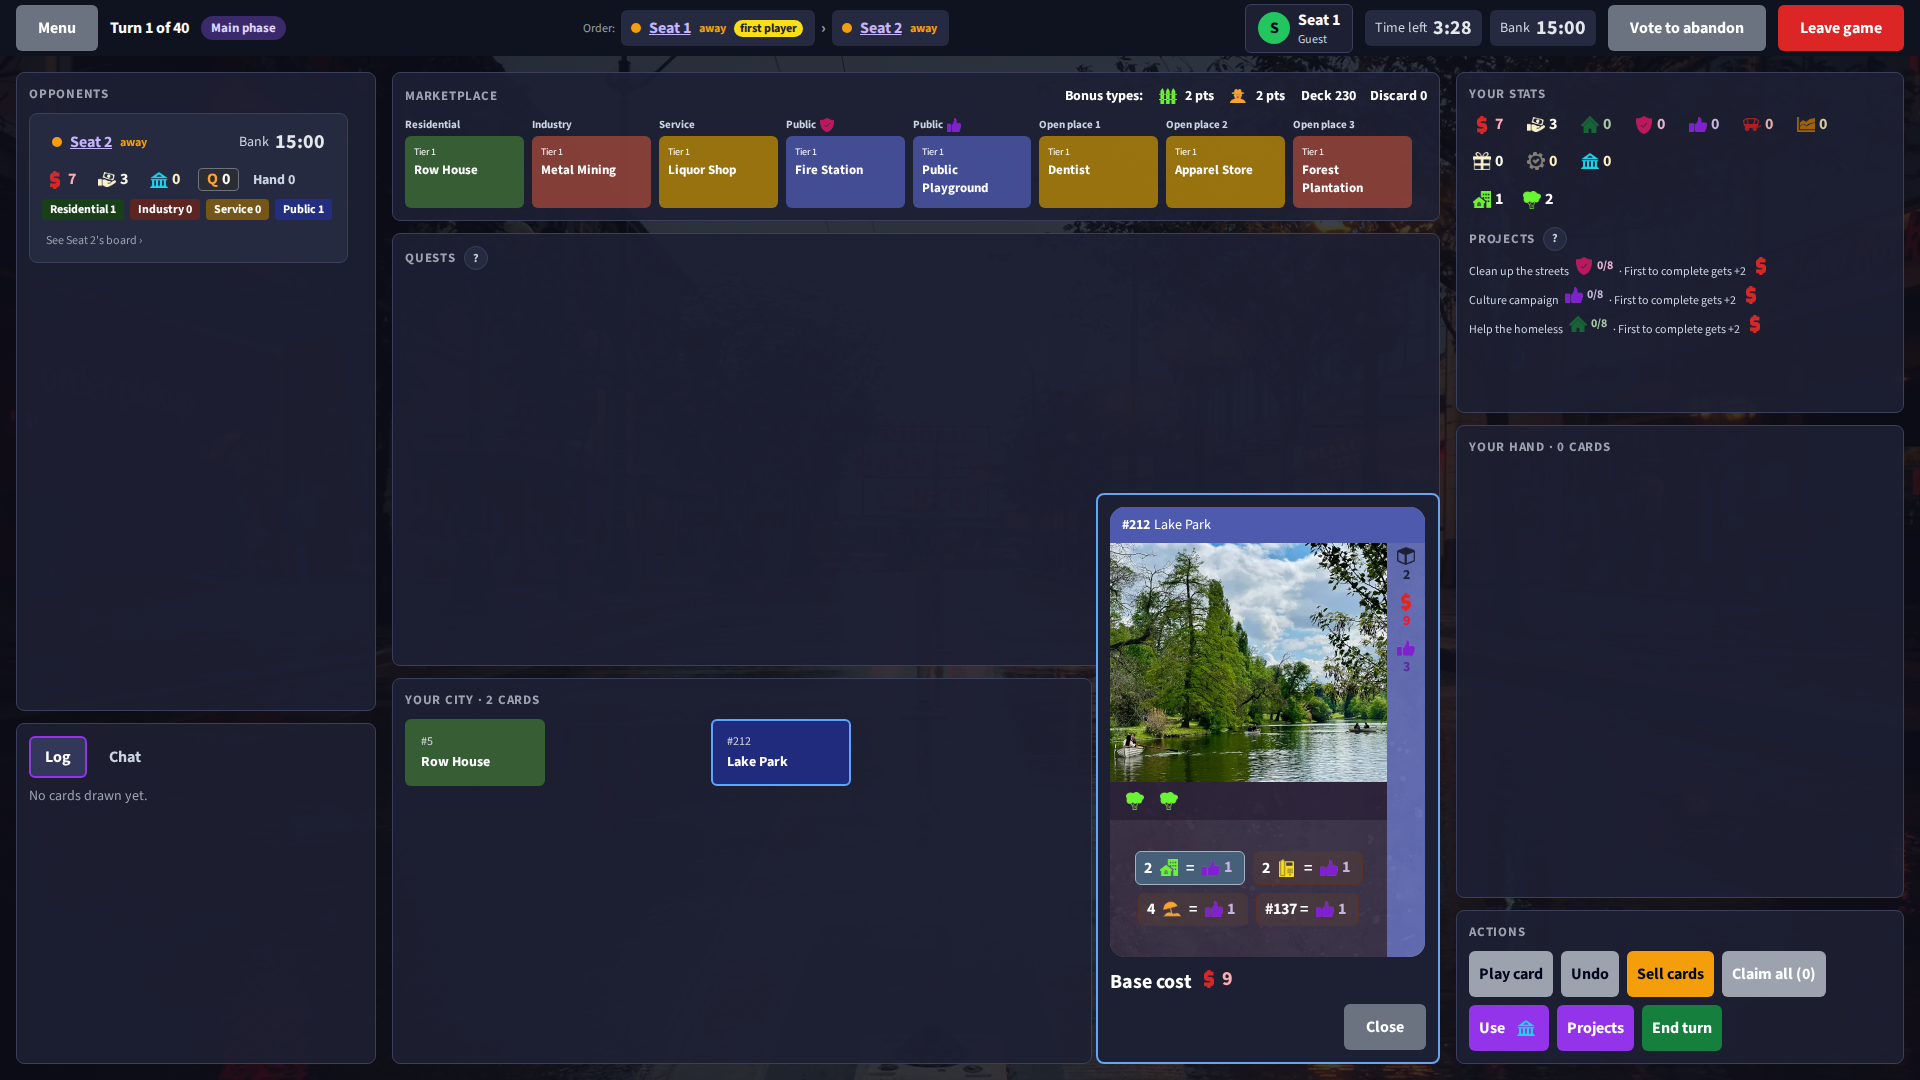 Menu
Turn 1 of 40
Main phase
Order:
Seat 1 away first player
›
Seat 2 away
S
Seat 1
Guest
Time left 3:28
Bank 15:00
Vote to abandon
Leave game
OPPONENTS
Seat 2 away
Bank 15:00
7 3 0 Q 0 Hand 0
Residential 1 Industry 0 Service 0 Public 1
See Seat 2's board ›
MARKETPLACE
Bonus types: 2 pts 2 pts Deck 230 Discard 0
Residential
Tier 1
Row House
Industry
Tier 1
Metal Mining
Service
Tier 1
Liquor Shop
Public
Tier 1
Fire Station
Public
Tier 1
Public
Playground
Open place 1
Tier 1
Dentist
Open place 2
Tier 1
Apparel Store
Open place 3
Tier 1
Forest
Plantation
QUESTS ?
YOUR CITY · 2 CARDS
#5
Row House
#212
Lake Park
#212 Lake Park
2
$
9
3
2 = 1
2 = 1
4 = 1
#137 = 1
Base cost $ 9
Close
YOUR STATS
$ 7 3 0 0 0 0 0
0 0 0
1 2
PROJECTS ?
Clean up the streets 0/8 · First to complete gets +2 $
Culture campaign 0/8 · First to complete gets +2 $
Help the homeless 0/8 · First to complete gets +2 $
YOUR HAND · 0 CARDS
Log
Chat
No cards drawn yet.
ACTIONS
Play card
Undo
Sell cards
Claim all (0)
Use
Projects
End turn